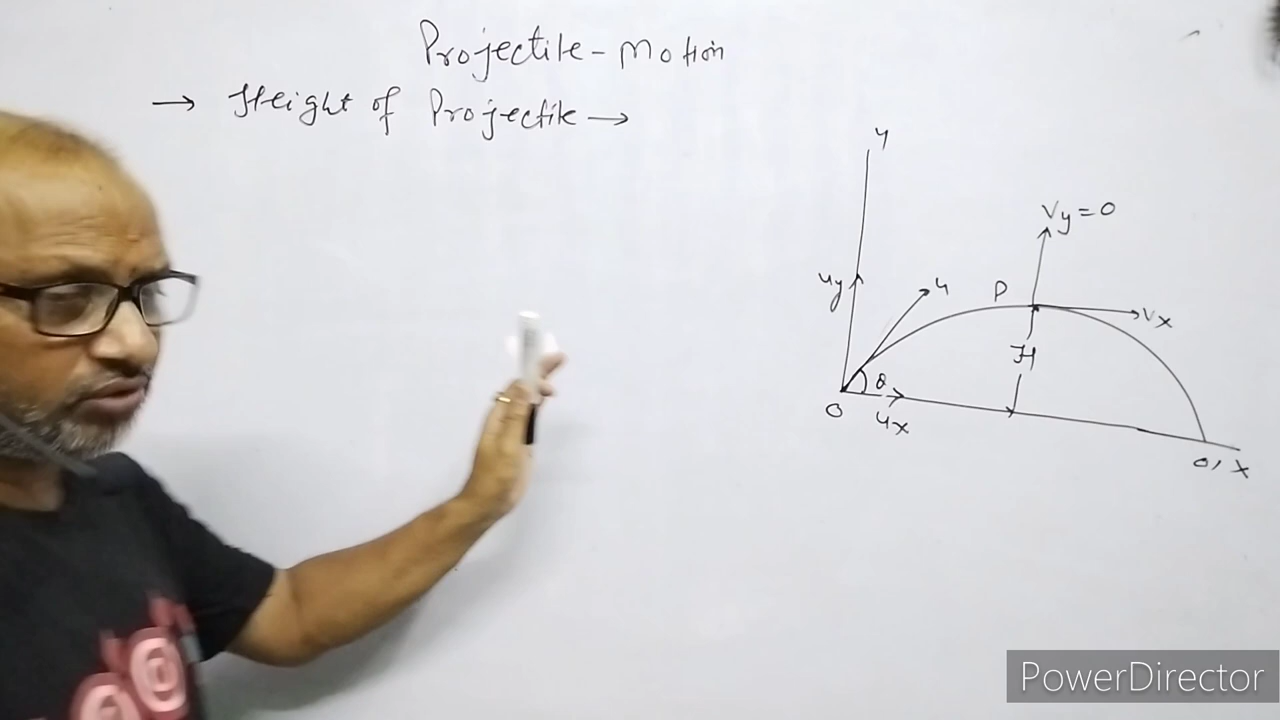 Projectile - Motion
→ Height of Projectile →
y
Vy = 0
uy
u
P
Vx
H
θ
O
ux
O, X
PowerDirector